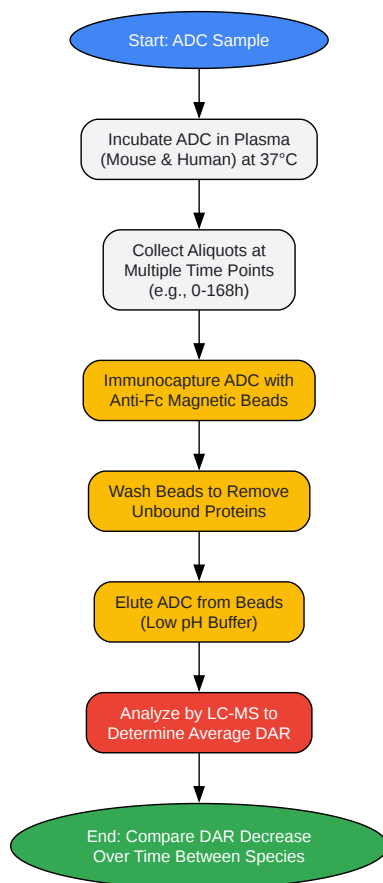 Start: ADC Sample
Incubate ADC in Plasma
(Mouse & Human) at 37°C
Collect Aliquots at
Multiple Time Points
(e.g., 0-168h)
Immunocapture ADC with
Anti-Fc Magnetic Beads
Wash Beads to Remove
Unbound Proteins
Elute ADC from Beads
(Low pH Buffer)
Analyze by LC-MS to
Determine Average DAR
End: Compare DAR Decrease
Over Time Between Species